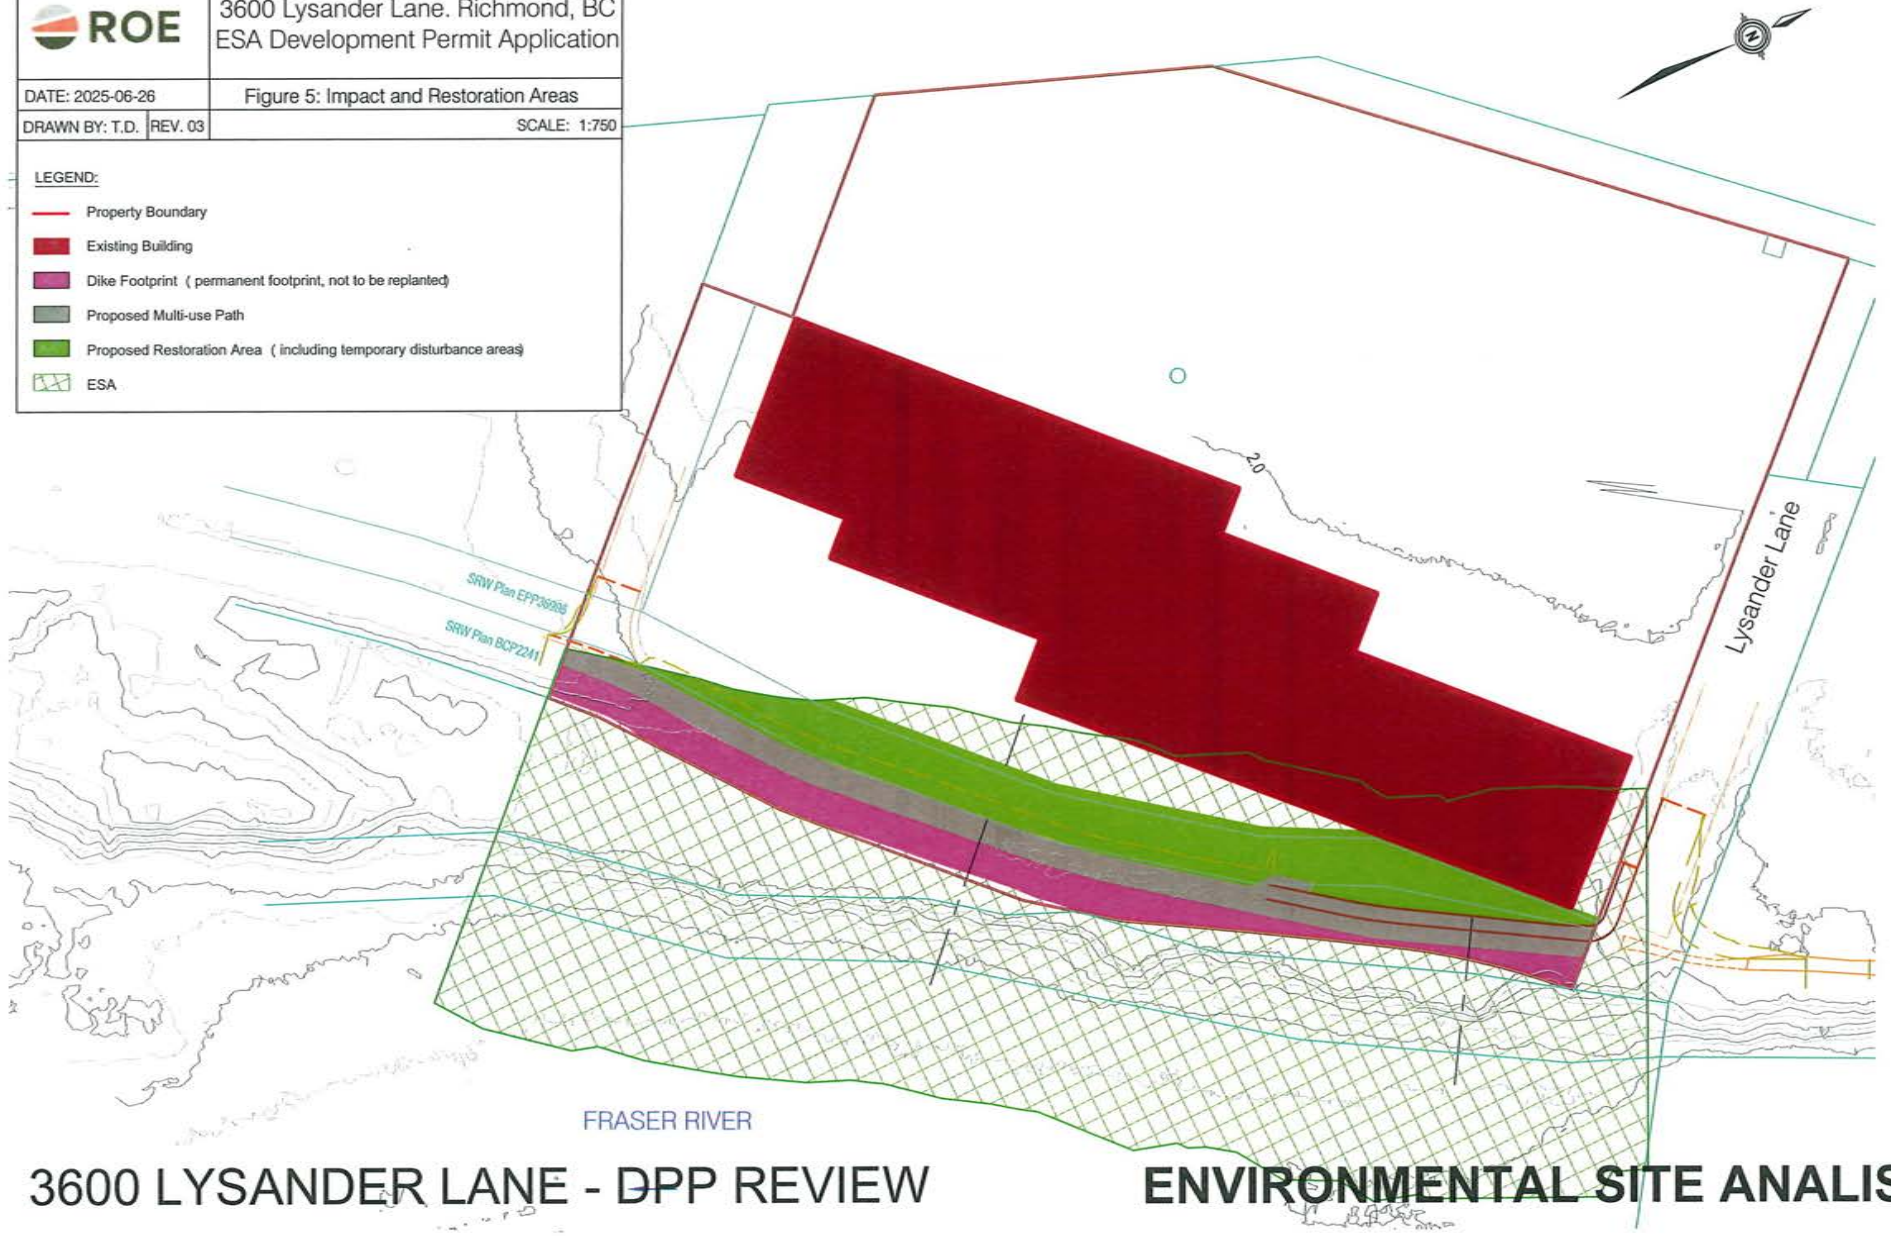 ROE
3600 Lysander Lane. Richmond, BC
ESA Development Permit Application
DATE: 2025-06-26
Figure 5: Impact and Restoration Areas
DRAWN BY: T.D.
REV. 03
SCALE: 1:750
LEGEND:
Property Boundary
Existing Building
Dike Footprint ( permanent footprint, not to be replanted)
Proposed Multi-use Path
Proposed Restoration Area ( including temporary disturbance areas)
ESA
N
2.0
Lysander Lane
SRW Plan EPP36986
SRW Plan BCP2241
FRASER RIVER
3600 LYSANDER LANE - DPP REVIEW
ENVIRONMENTAL SITE ANALIS